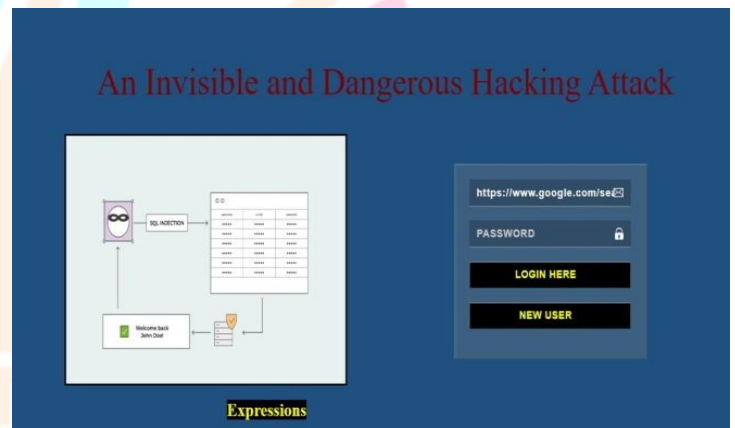 An Invisible and Dangerous Hacking Attack
SQL INJECTION
Welcome back
John Doe!
https://www.google.com/sea
PASSWORD
LOGIN HERE
NEW USER
Expressions